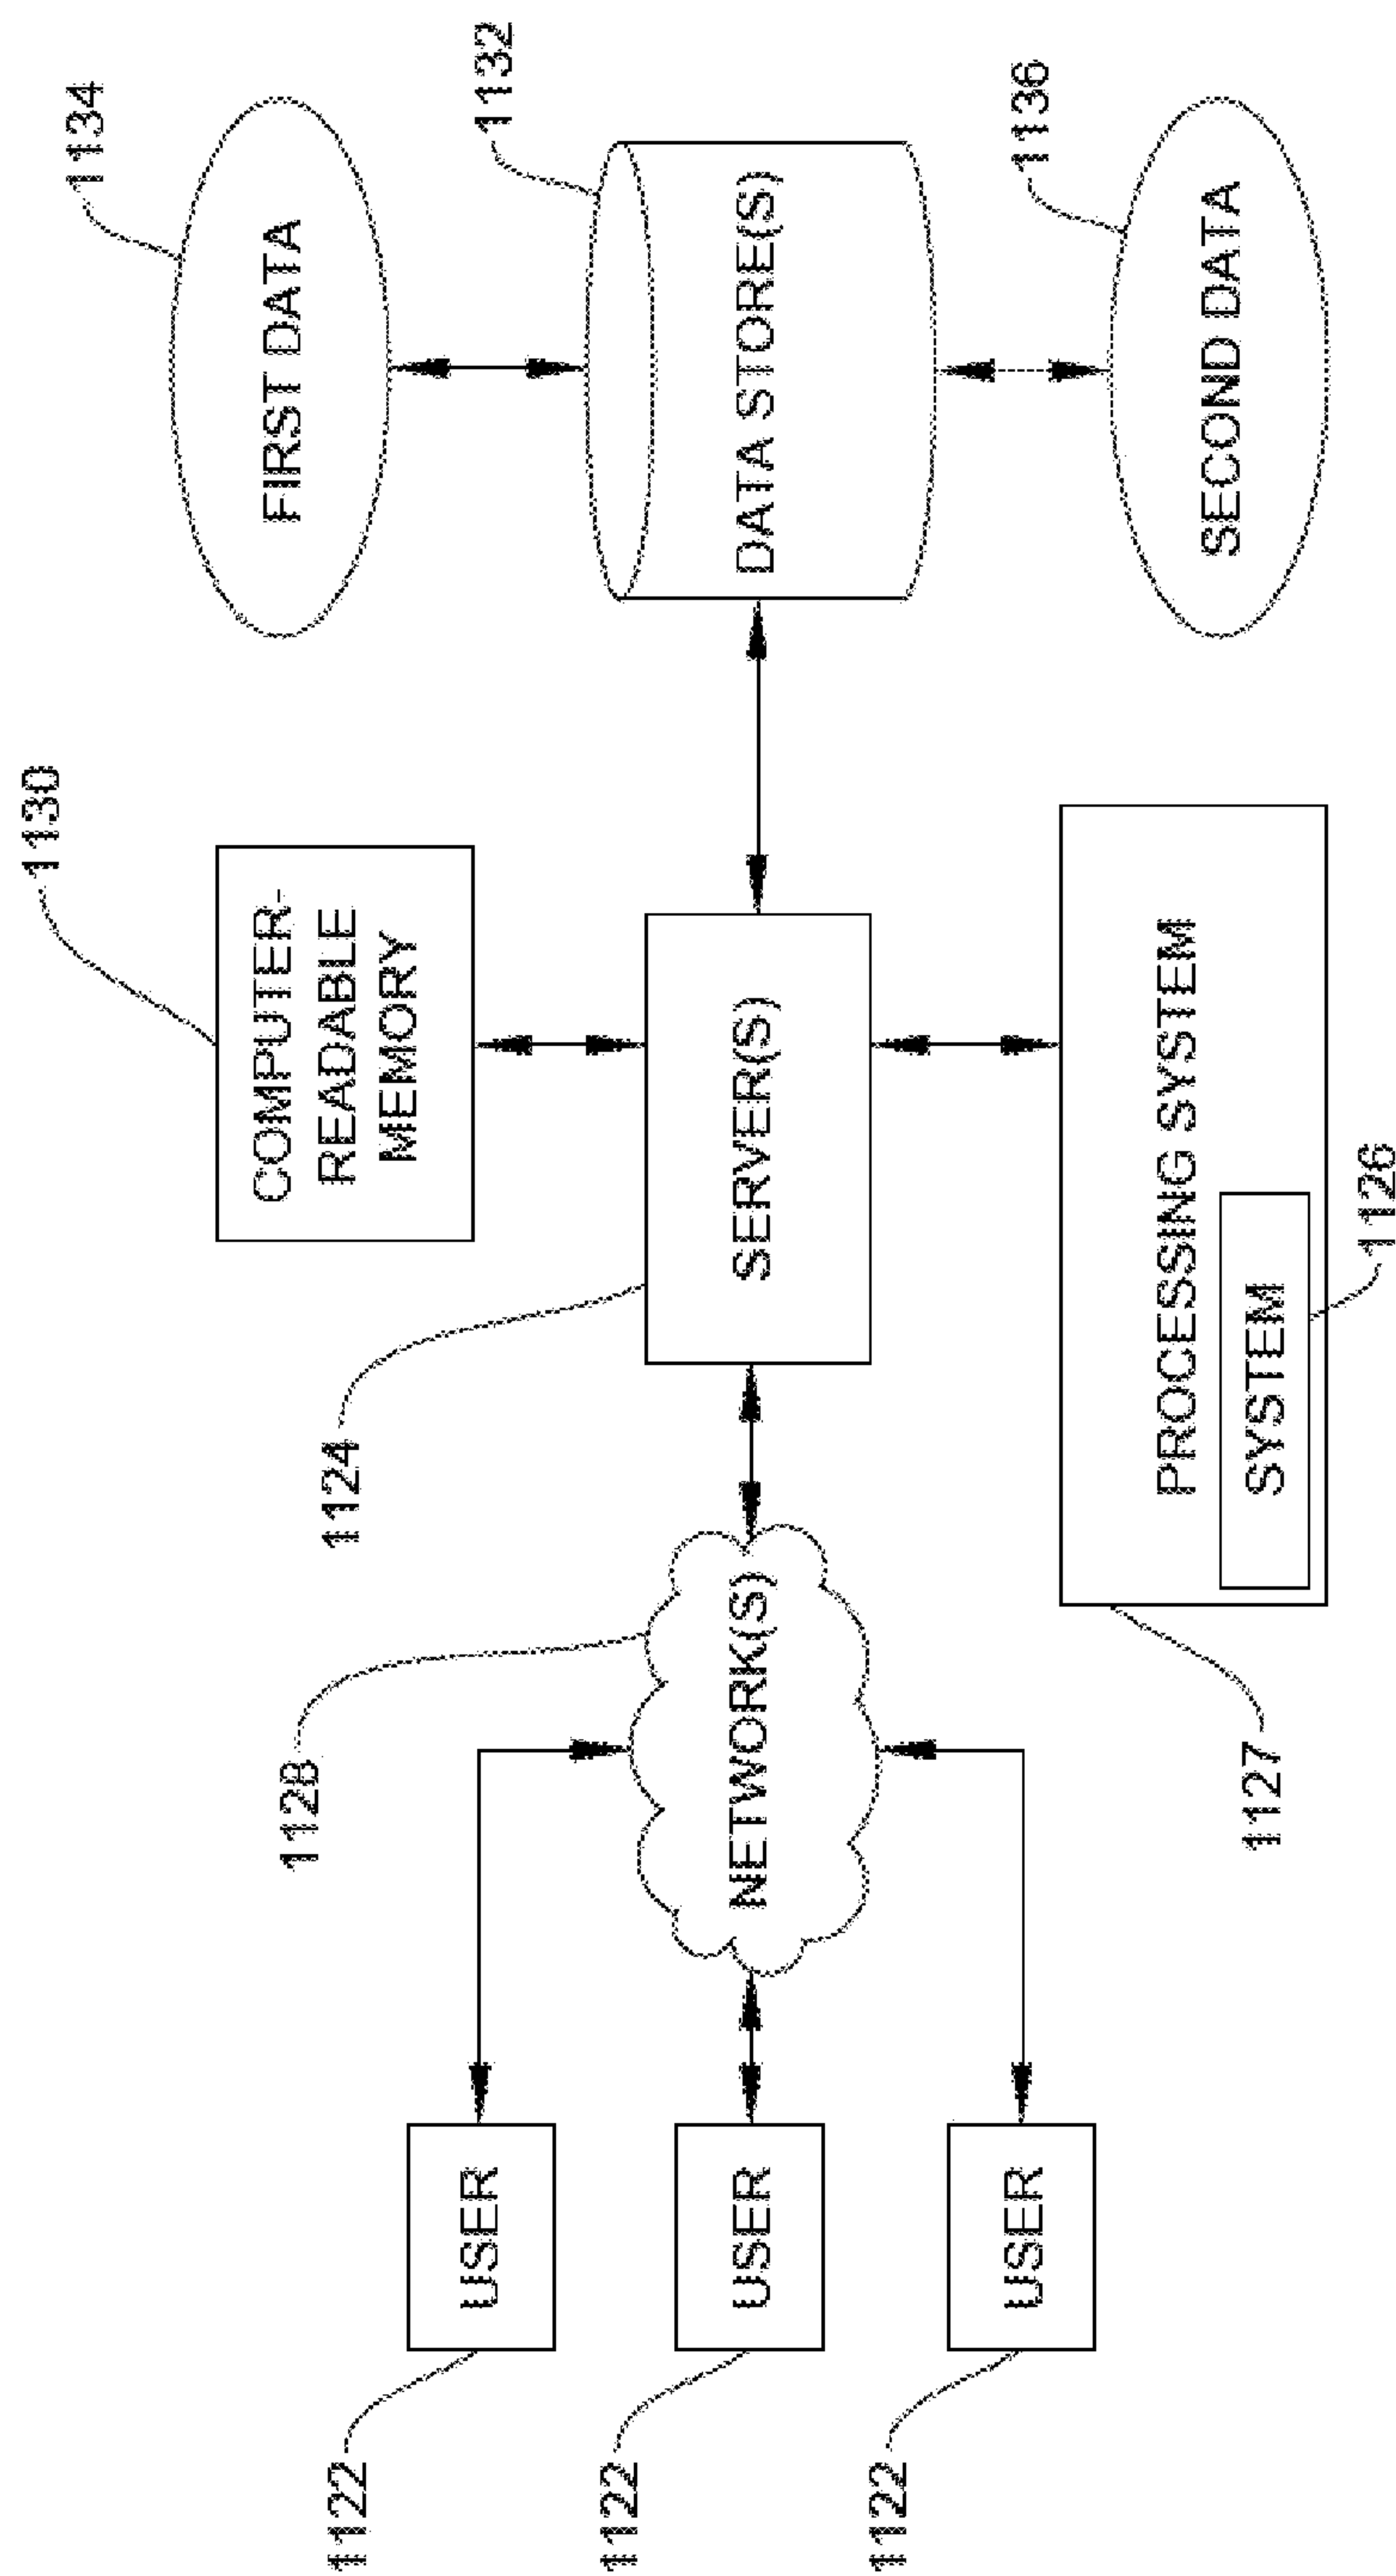 1130
1134
COMPUTER-
READABLE
MEMORY
FIRST DATA
1132
1124
1128
1122
USER
1122
USER
1122
USER
NETWORK(S)
SERVER(S)
DATA STORE(S)
1136
PROCESSING SYSTEM
SYSTEM
SECOND DATA
1127
1126